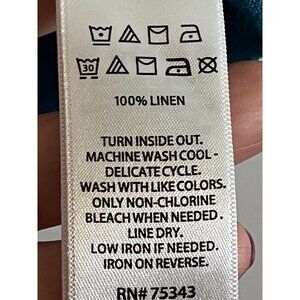 30
100% LINEN
TURN INSIDE OUT.
MACHINE WASH COOL -
DELICATE CYCLE.
WASH WITH LIKE COLORS.
ONLY NON-CHLORINE
BLEACH WHEN NEEDED.
LINE DRY.
LOW IRON IF NEEDED.
IRON ON REVERSE.
RN# 75343